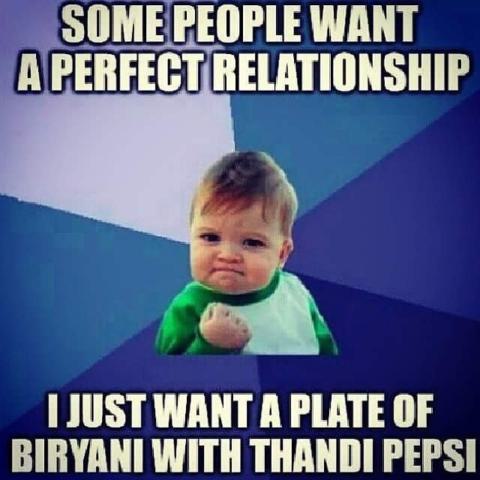 SOME PEOPLE WANT
A PERFECT RELATIONSHIP
I JUST WANT A PLATE OF
BIRYANI WITH THANDI PEPSI